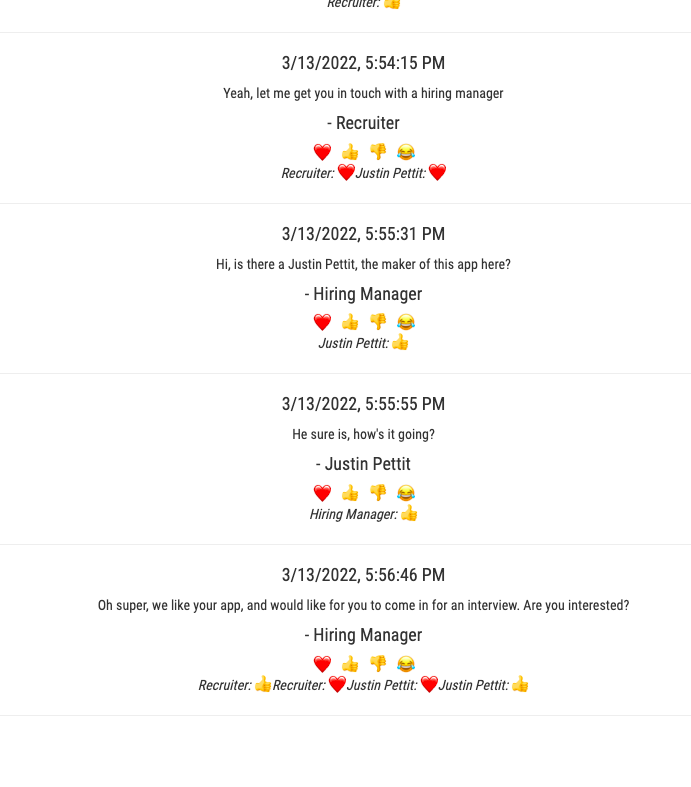 Recruiter: 👍
3/13/2022, 5:54:15 PM
Yeah, let me get you in touch with a hiring manager
- Recruiter
❤️ 👍 👎 😂
Recruiter: ❤️Justin Pettit: ❤️
3/13/2022, 5:55:31 PM
Hi, is there a Justin Pettit, the maker of this app here?
- Hiring Manager
❤️ 👍 👎 😂
Justin Pettit: 👍
3/13/2022, 5:55:55 PM
He sure is, how's it going?
- Justin Pettit
❤️ 👍 👎 😂
Hiring Manager: 👍
3/13/2022, 5:56:46 PM
Oh super, we like your app, and would like for you to come in for an interview. Are you interested?
- Hiring Manager
❤️ 👍 👎 😂
Recruiter: 👍Recruiter: ❤️Justin Pettit: ❤️Justin Pettit: 👍